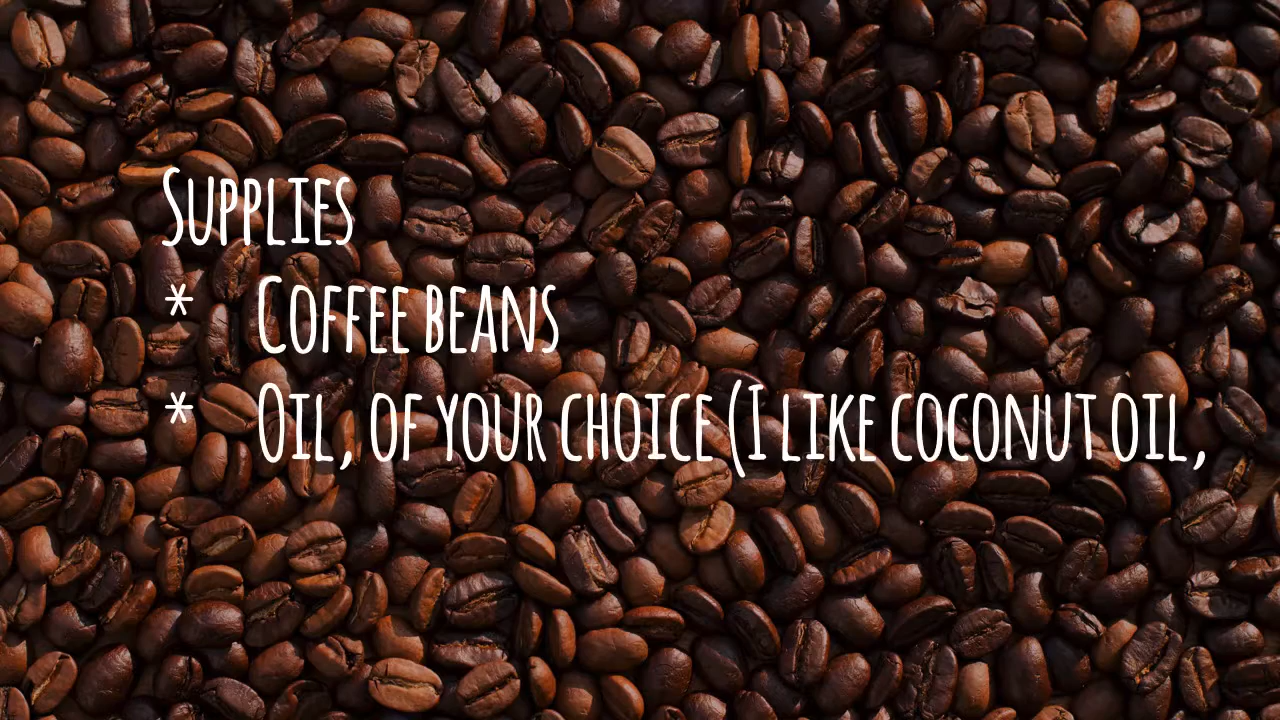 Supplies
* Coffee beans
* Oil, of your choice (I like coconut oil,